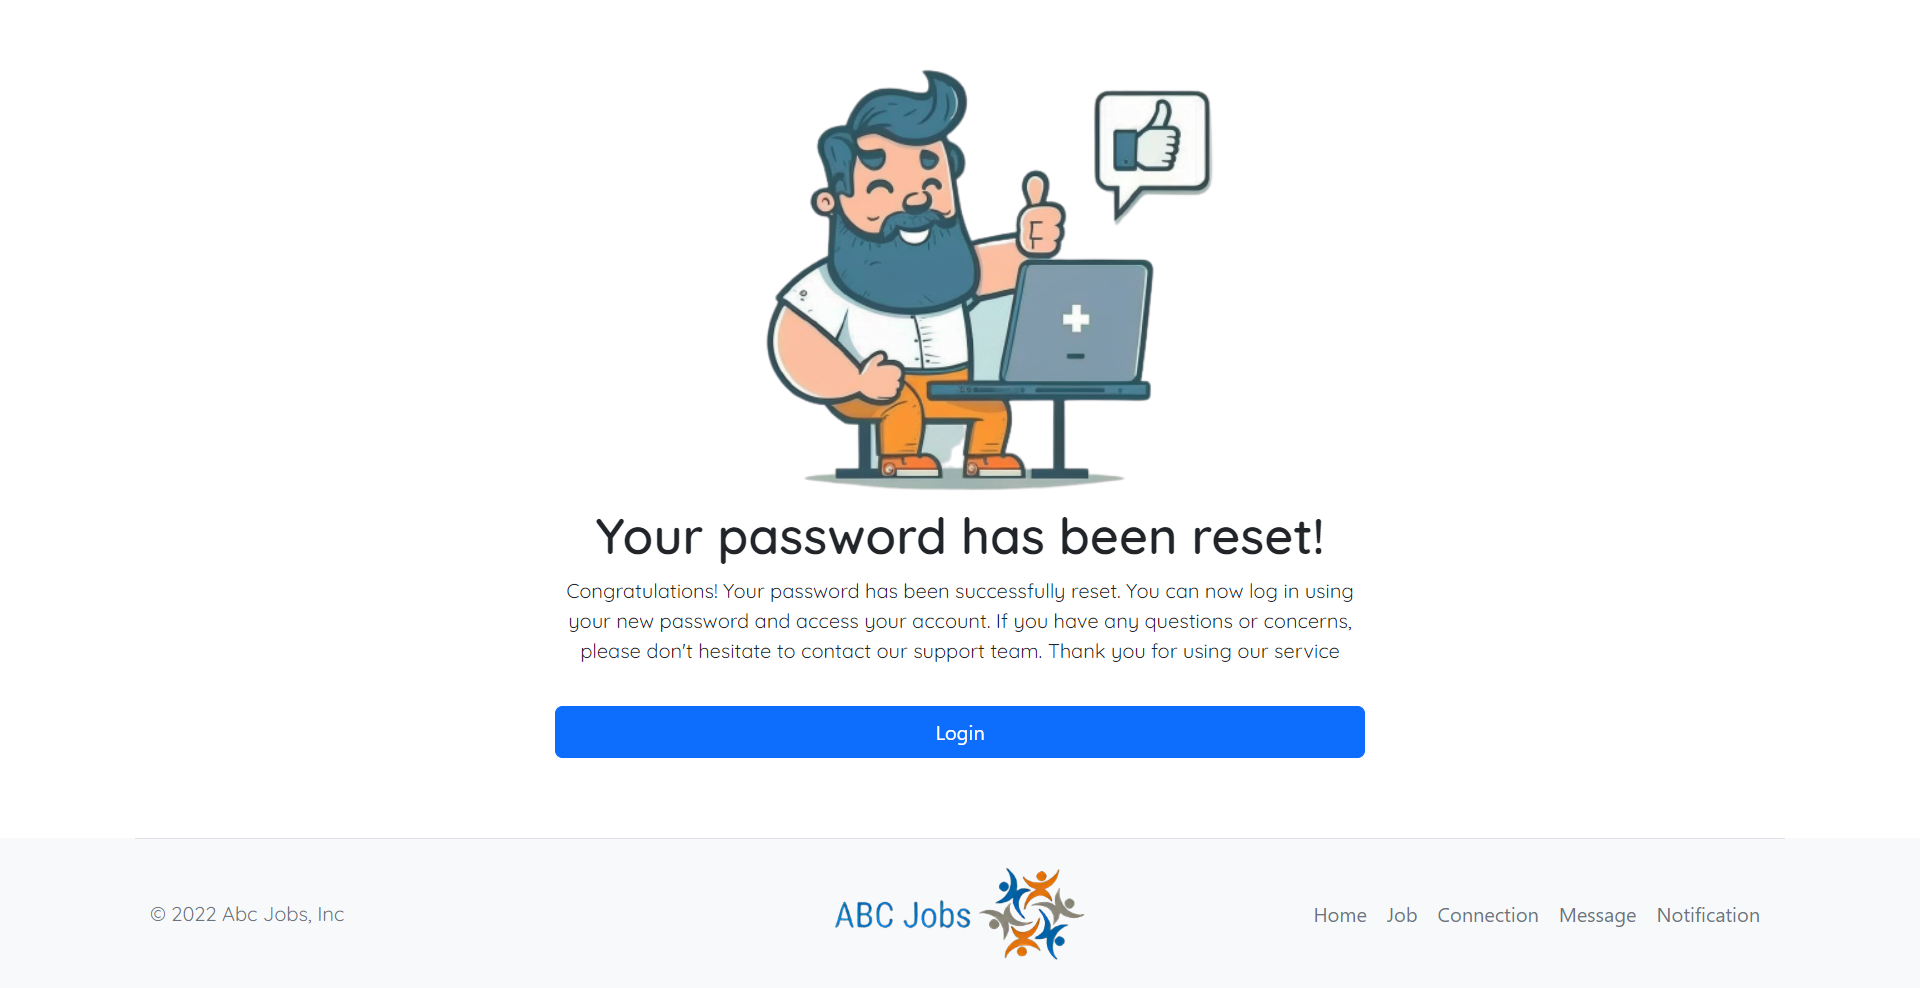 Your password has been reset!
Congratulations! Your password has been successfully reset. You can now log in using
your new password and access your account. If you have any questions or concerns,
please don't hesitate to contact our support team. Thank you for using our service
Login
© 2022 Abc Jobs, Inc
ABC Jobs
Home Job Connection Message Notification